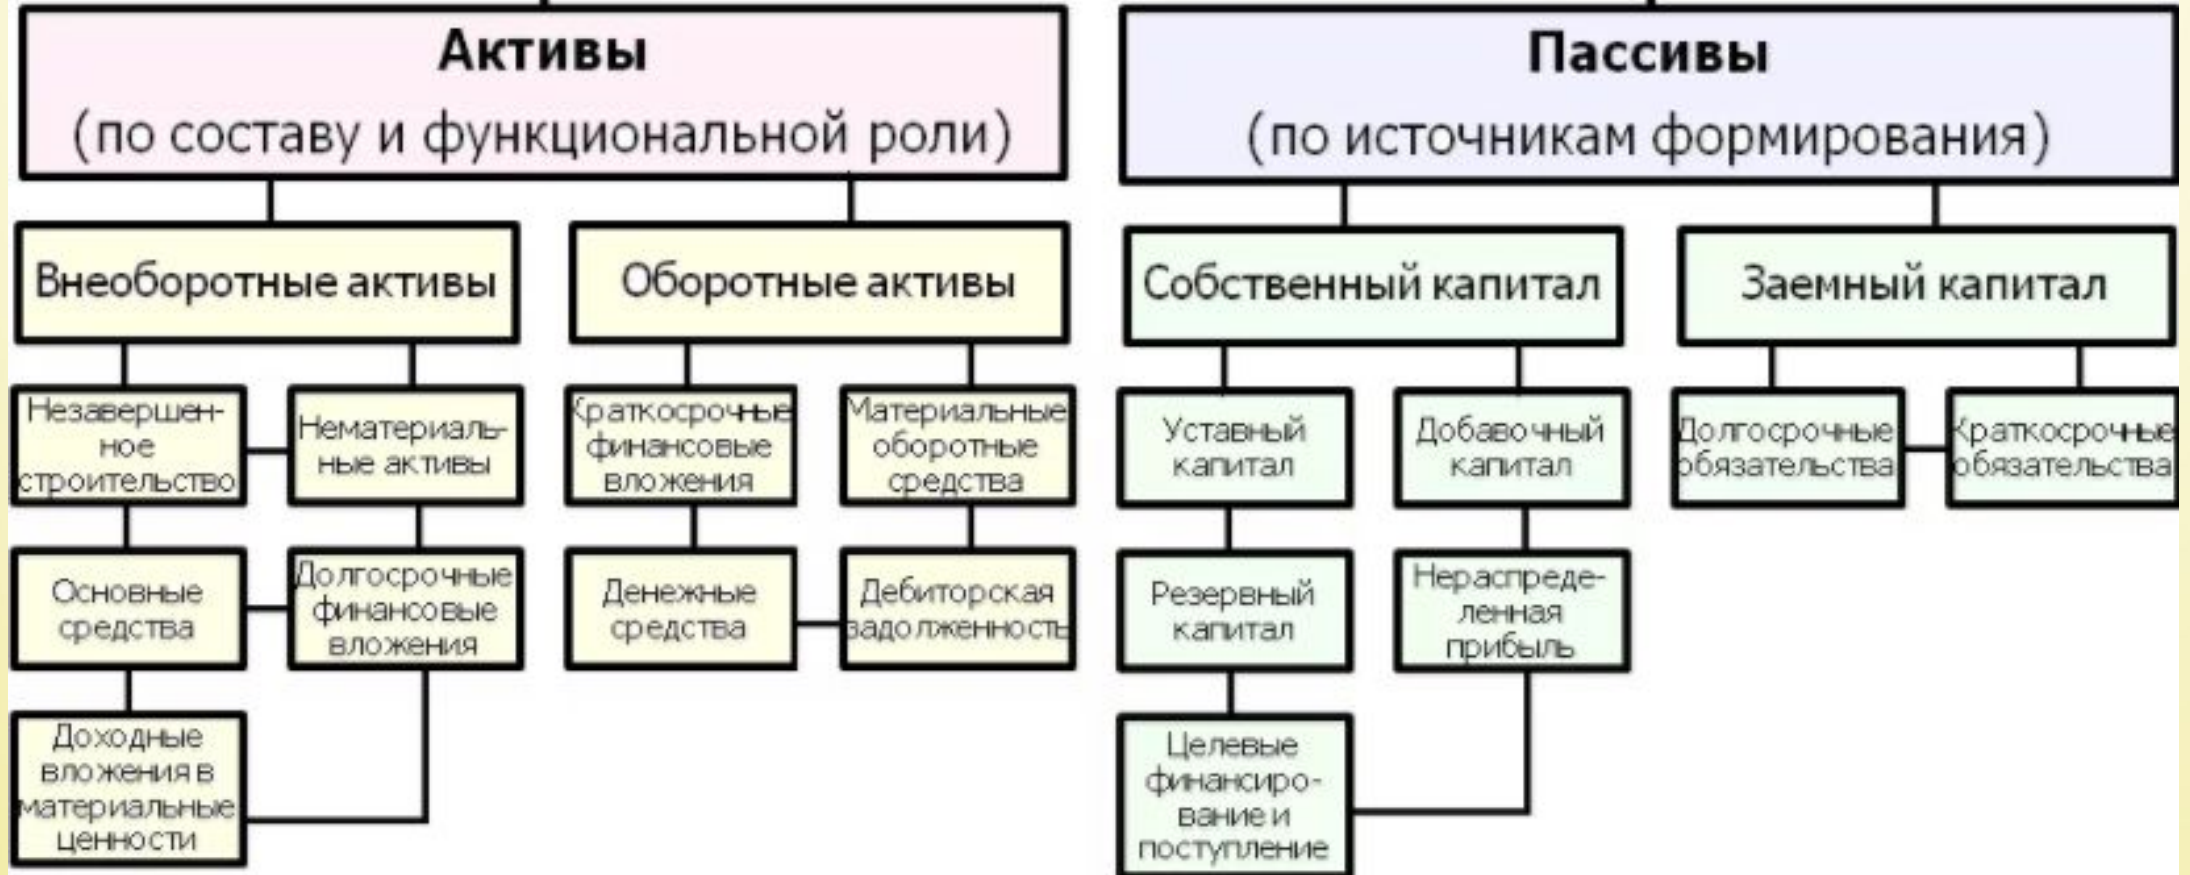 Активы
(по составу и функциональной роли)
Пассивы
(по источникам формирования)
Внеоборотные активы
Оборотные активы
Собственный капитал
Заемный капитал
Незавершен-
ное
строительство
Нематериаль-
ные активы
Краткосрочные
финансовые
вложения
Материальные
оборотные
средства
Уставный
капитал
Добавочный
капитал
Долгосрочные
обязательства
Краткосрочные
обязательства
Основные
средства
Долгосрочные
финансовые
вложения
Денежные
средства
Дебиторская
задолженность
Резервный
капитал
Нераспреде-
ленная
прибыль
Доходные
вложения в
материальные
ценности
Целевые
финансиро-
вание и
поступление